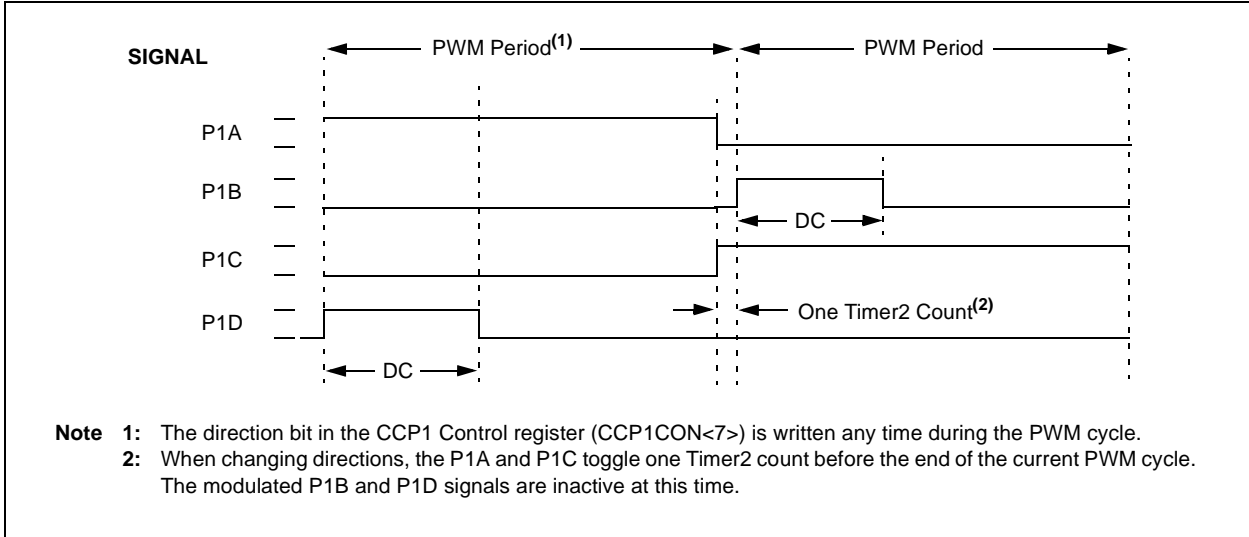 SIGNAL
PWM Period(1)
PWM Period
P1A
P1B
DC
P1C
One Timer2 Count(2)
P1D
DC
Note 1: The direction bit in the CCP1 Control register (CCP1CON<7>) is written any time during the PWM cycle.
2: When changing directions, the P1A and P1C toggle one Timer2 count before the end of the current PWM cycle.
The modulated P1B and P1D signals are inactive at this time.